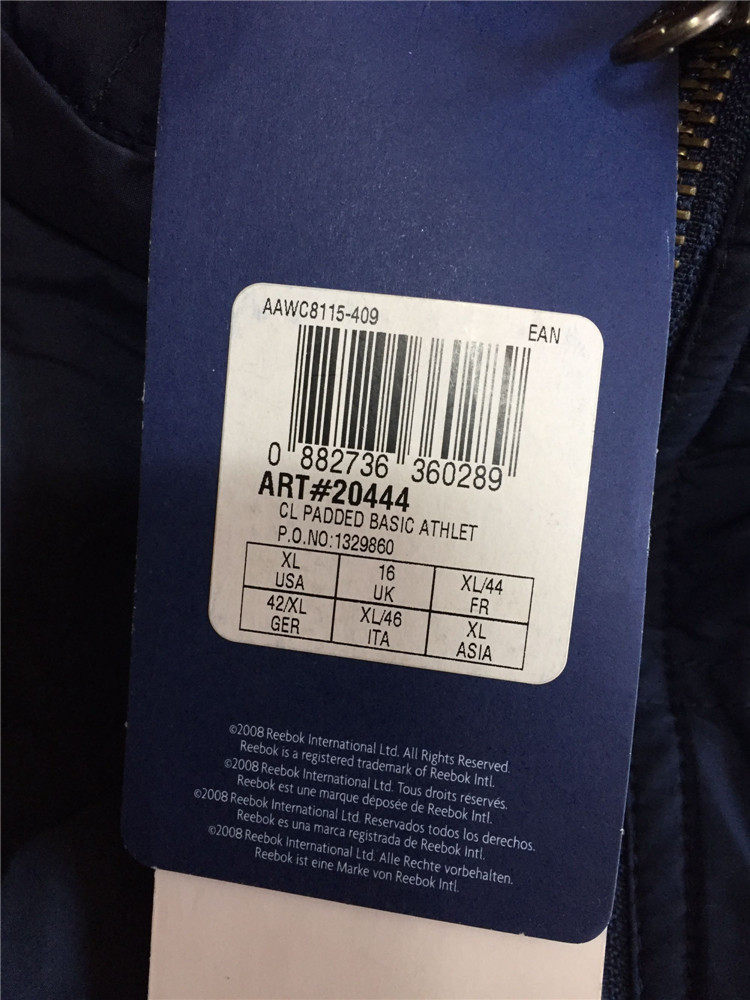 AAWC8115-409
EAN
0 882736 360289
ART#20444
CL PADDED BASIC ATHLET
P.O.NO:1329860
XL USA
16 UK
XL/44 FR
42/XL GER
XL/46 ITA
XL ASIA
©2008 Reebok International Ltd. All Rights Reserved.
Reebok is a registered trademark of Reebok Intl.
©2008 Reebok International Ltd. Tous droits réservés.
Reebok est une marque déposée de Reebok Intl.
©2008 Reebok International Ltd. Reservados todos los derechos.
Reebok es una marca registrada de Reebok Intl.
©2008 Reebok International Ltd. Alle Rechte vorbehalten.
Reebok ist eine Marke von Reebok Intl.